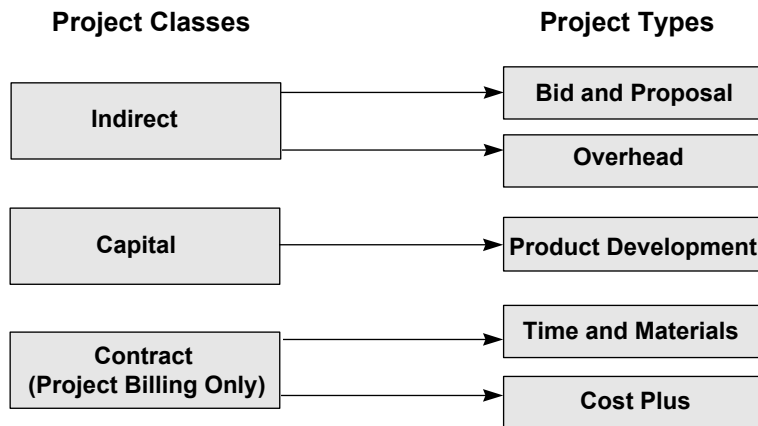 Project Classes
Project Types
Indirect
Bid and Proposal
Overhead
Capital
Product Development
Contract
(Project Billing Only)
Time and Materials
Cost Plus